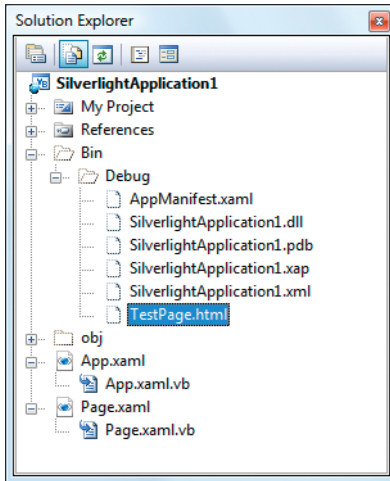 Solution Explorer
VB
SilverlightApplication1
My Project
References
Bin
Debug
AppManifest.xaml
SilverlightApplication1.dll
SilverlightApplication1.pdb
SilverlightApplication1.xap
SilverlightApplication1.xml
TestPage.html
obj
App.xaml
App.xaml.vb
Page.xaml
Page.xaml.vb